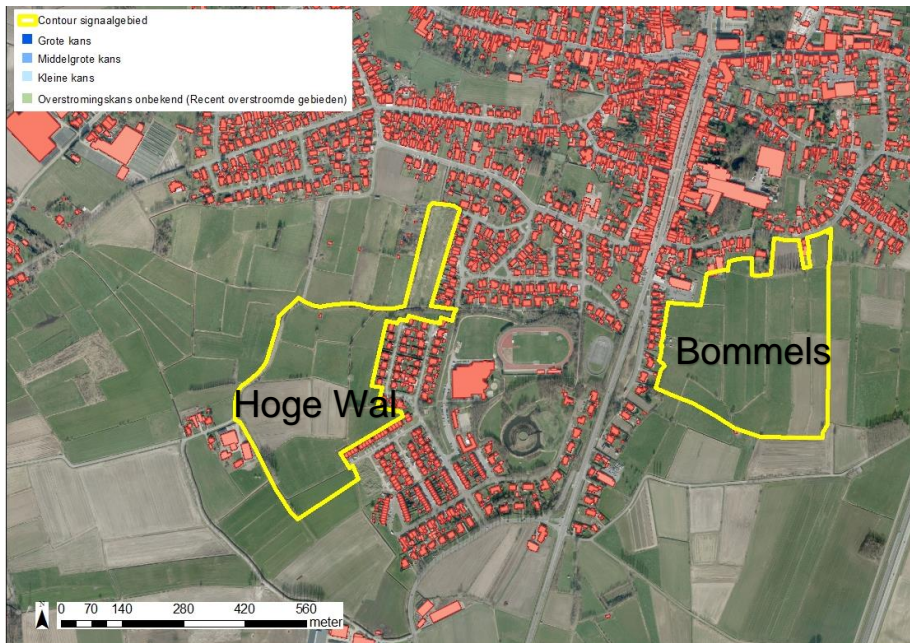 Contour signaalgebied
Grote kans
Middelgrote kans
Kleine kans
Overstromingskans onbekend (Recent overstroomde gebieden)
Bommels
Hoge Wal
0 70 140 280 420 560
meter